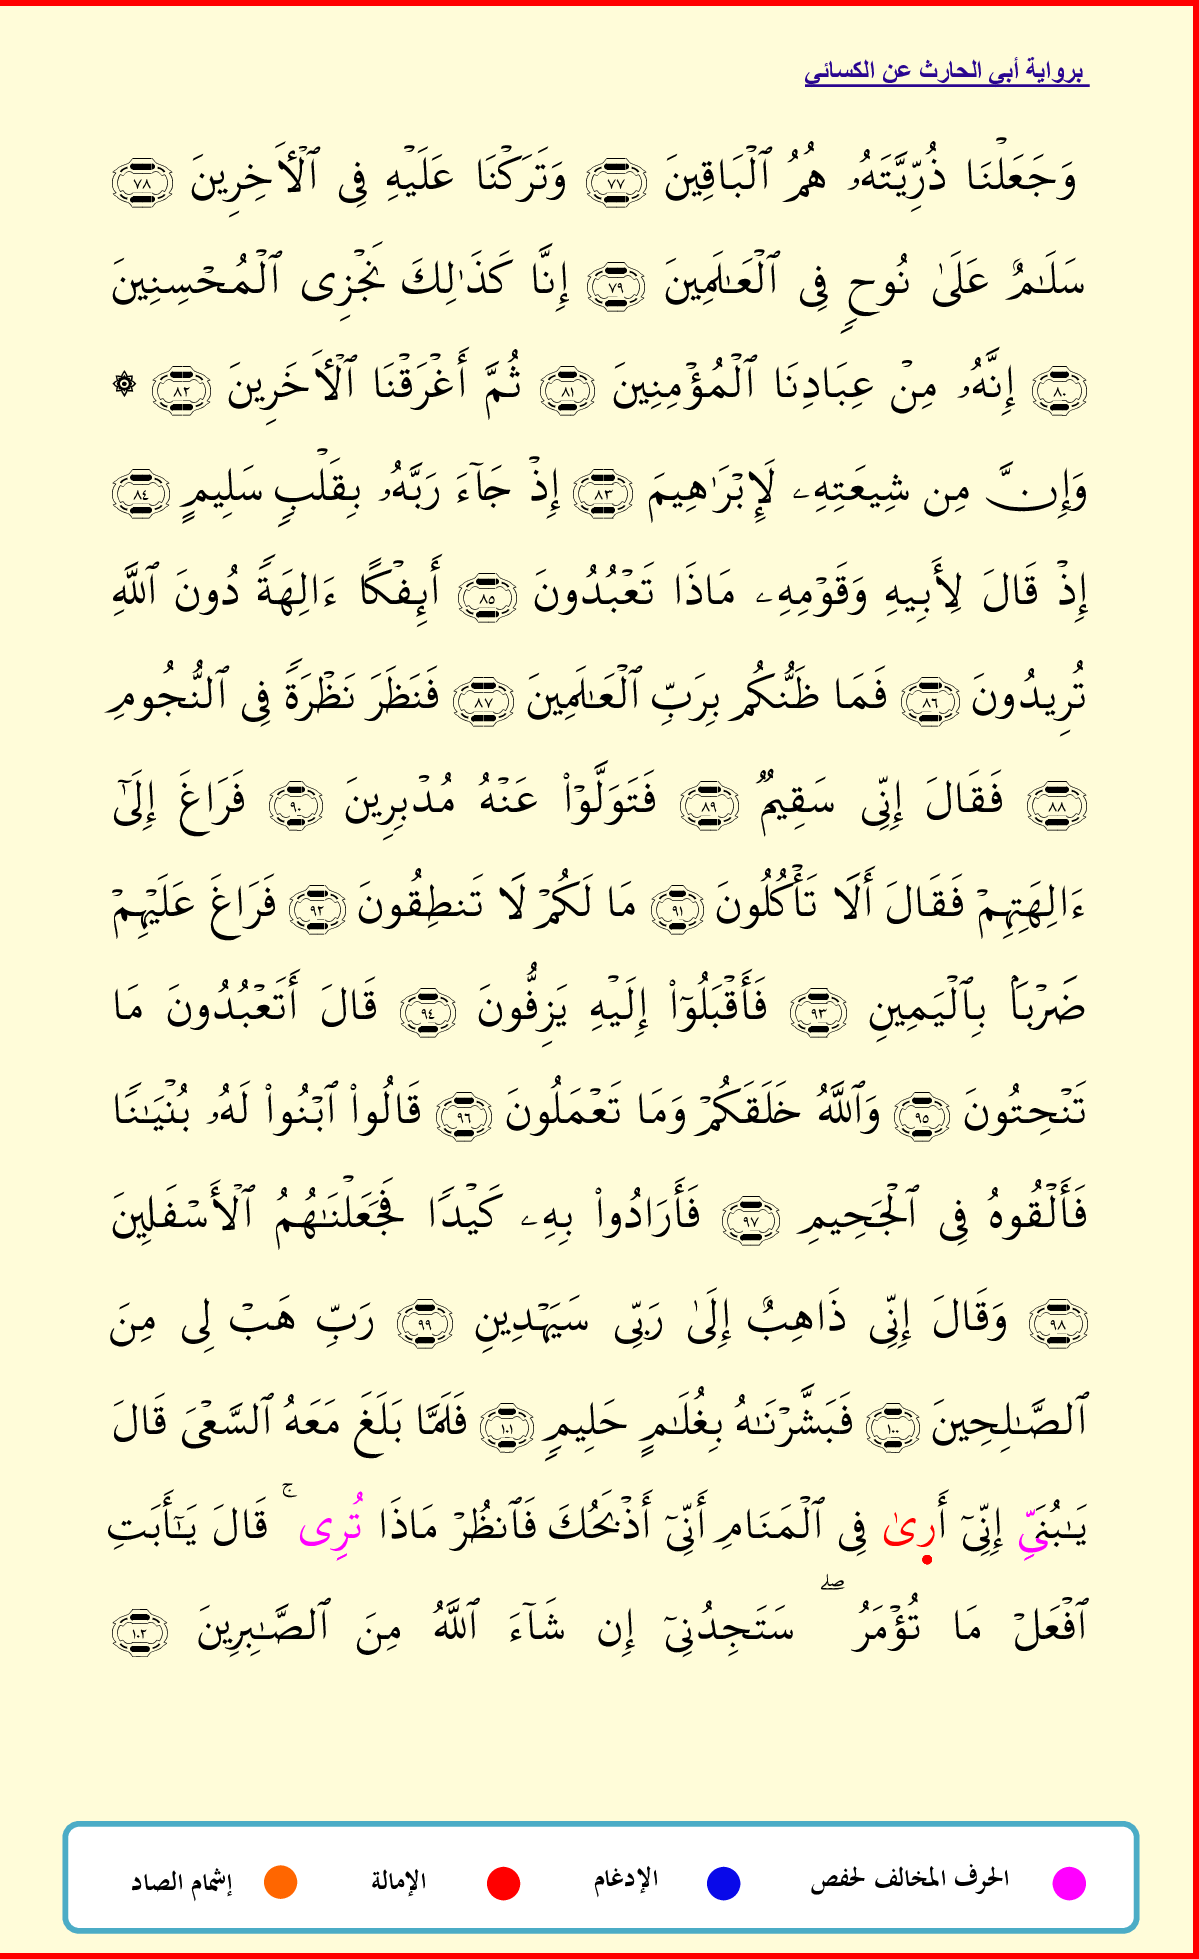 برواية أبي الحارث عن الكسائي
وَجَعَلْنَا ذُرِّيَّتَهُۥ هُمُ ٱلْبَاقِينَ ٧٧ وَتَرَكْنَا عَلَيْهِ فِى ٱلْأَخِرِينَ ٧٨
سَلَـٰمٌ عَلَىٰ نُوحٍ فِى ٱلْعَـٰلَمِينَ ٧٩ إِنَّا كَذَٰلِكَ نَجْزِى ٱلْمُحْسِنِينَ
٨٠ إِنَّهُۥ مِنْ عِبَادِنَا ٱلْمُؤْمِنِينَ ٨١ ثُمَّ أَغْرَقْنَا ٱلْأَخَرِينَ ٨٢ ۞
وَإِنَّ مِن شِيعَتِهِۦ لَإِبْرَٰهِيمَ ٨٣ إِذْ جَآءَ رَبَّهُۥ بِقَلْبٍ سَلِيمٍ ٨٤
إِذْ قَالَ لِأَبِيهِ وَقَوْمِهِۦ مَاذَا تَعْبُدُونَ ٨٥ أَئِفْكًا ءَالِهَةً دُونَ ٱللَّهِ
تُرِيدُونَ ٨٦ فَمَا ظَنُّكُم بِرَبِّ ٱلْعَـٰلَمِينَ ٨٧ فَنَظَرَ نَظْرَةً فِى ٱلنُّجُومِ
٨٨ فَقَالَ إِنِّى سَقِيمٌ ٨٩ فَتَوَلَّوْا۟ عَنْهُ مُدْبِرِينَ ٩٠ فَرَاغَ إِلَىٰٓ
ءَالِهَتِهِمْ فَقَالَ أَلَا تَأْكُلُونَ ٩١ مَا لَكُمْ لَا تَنطِقُونَ ٩٢ فَرَاغَ عَلَيْهِمْ
ضَرْبَۢا بِٱلْيَمِينِ ٩٣ فَأَقْبَلُوٓا۟ إِلَيْهِ يَزِفُّونَ ٩٤ قَالَ أَتَعْبُدُونَ مَا
تَنْحِتُونَ ٩٥ وَٱللَّهُ خَلَقَكُمْ وَمَا تَعْمَلُونَ ٩٦ قَالُوا۟ ٱبْنُوا۟ لَهُۥ بُنْيَـٰنًا
فَأَلْقُوهُ فِى ٱلْجَحِيمِ ٩٧ فَأَرَادُوا۟ بِهِۦ كَيْدًا فَجَعَلْنَـٰهُمُ ٱلْأَسْفَلِينَ
٩٨ وَقَالَ إِنِّى ذَاهِبٌ إِلَىٰ رَبِّى سَيَهْدِينِ ٩٩ رَبِّ هَبْ لِى مِنَ
ٱلصَّـٰلِحِينَ ١٠٠ فَبَشَّرْنَـٰهُ بِغُلَـٰمٍ حَلِيمٍ ١٠١ فَلَمَّا بَلَغَ مَعَهُ ٱلسَّعْىَ قَالَ
يَـٰبُنَىِّ إِنِّىٓ أَرِىٰ فِى ٱلْمَنَامِ أَنِّىٓ أَذْبَحُكَ فَٱنظُرْ مَاذَا تُرِى ۚ قَالَ يَـٰٓأَبَتِ
ٱفْعَلْ مَا تُؤْمَرُ ۖ سَتَجِدُنِىٓ إِن شَآءَ ٱللَّهُ مِنَ ٱلصَّـٰبِرِينَ ١٠٢
الحرف المخالف لحفص الإدغام الإمالة إشمام الصاد